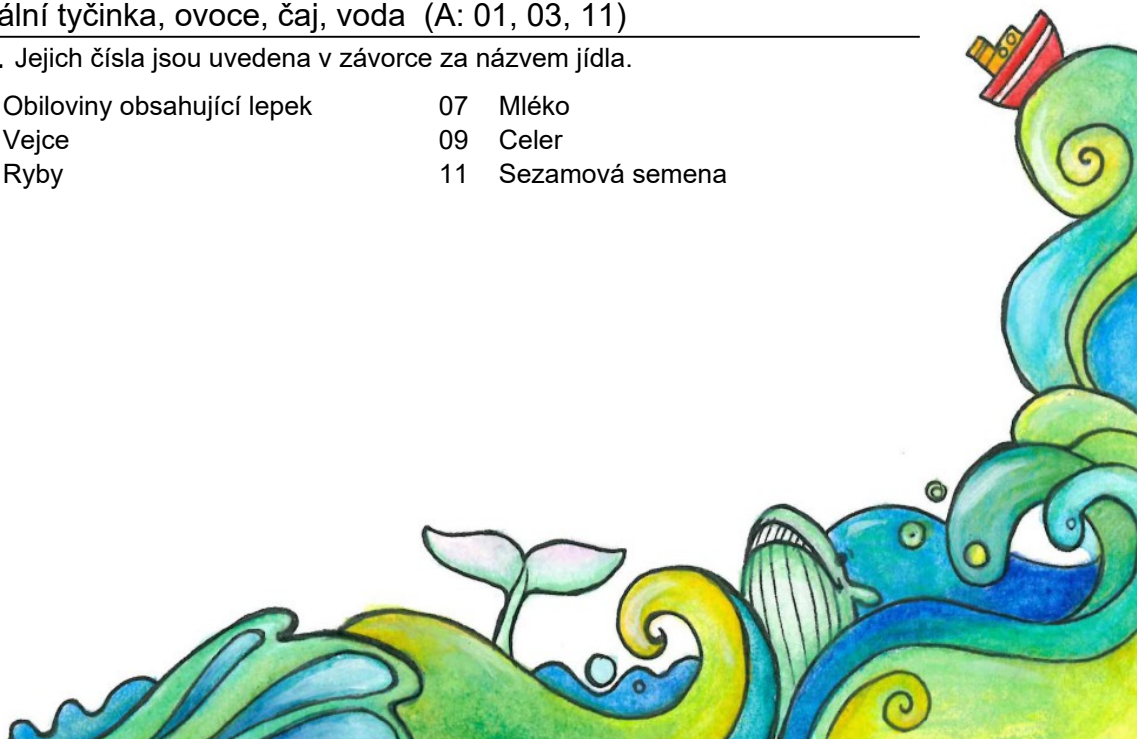 ální tyčinka, ovoce, čaj, voda (A: 01, 03, 11)
. Jejich čísla jsou uvedena v závorce za názvem jídla.
Obiloviny obsahující lepek 07 Mléko
Vejce 09 Celer
Ryby 11 Sezamová semena